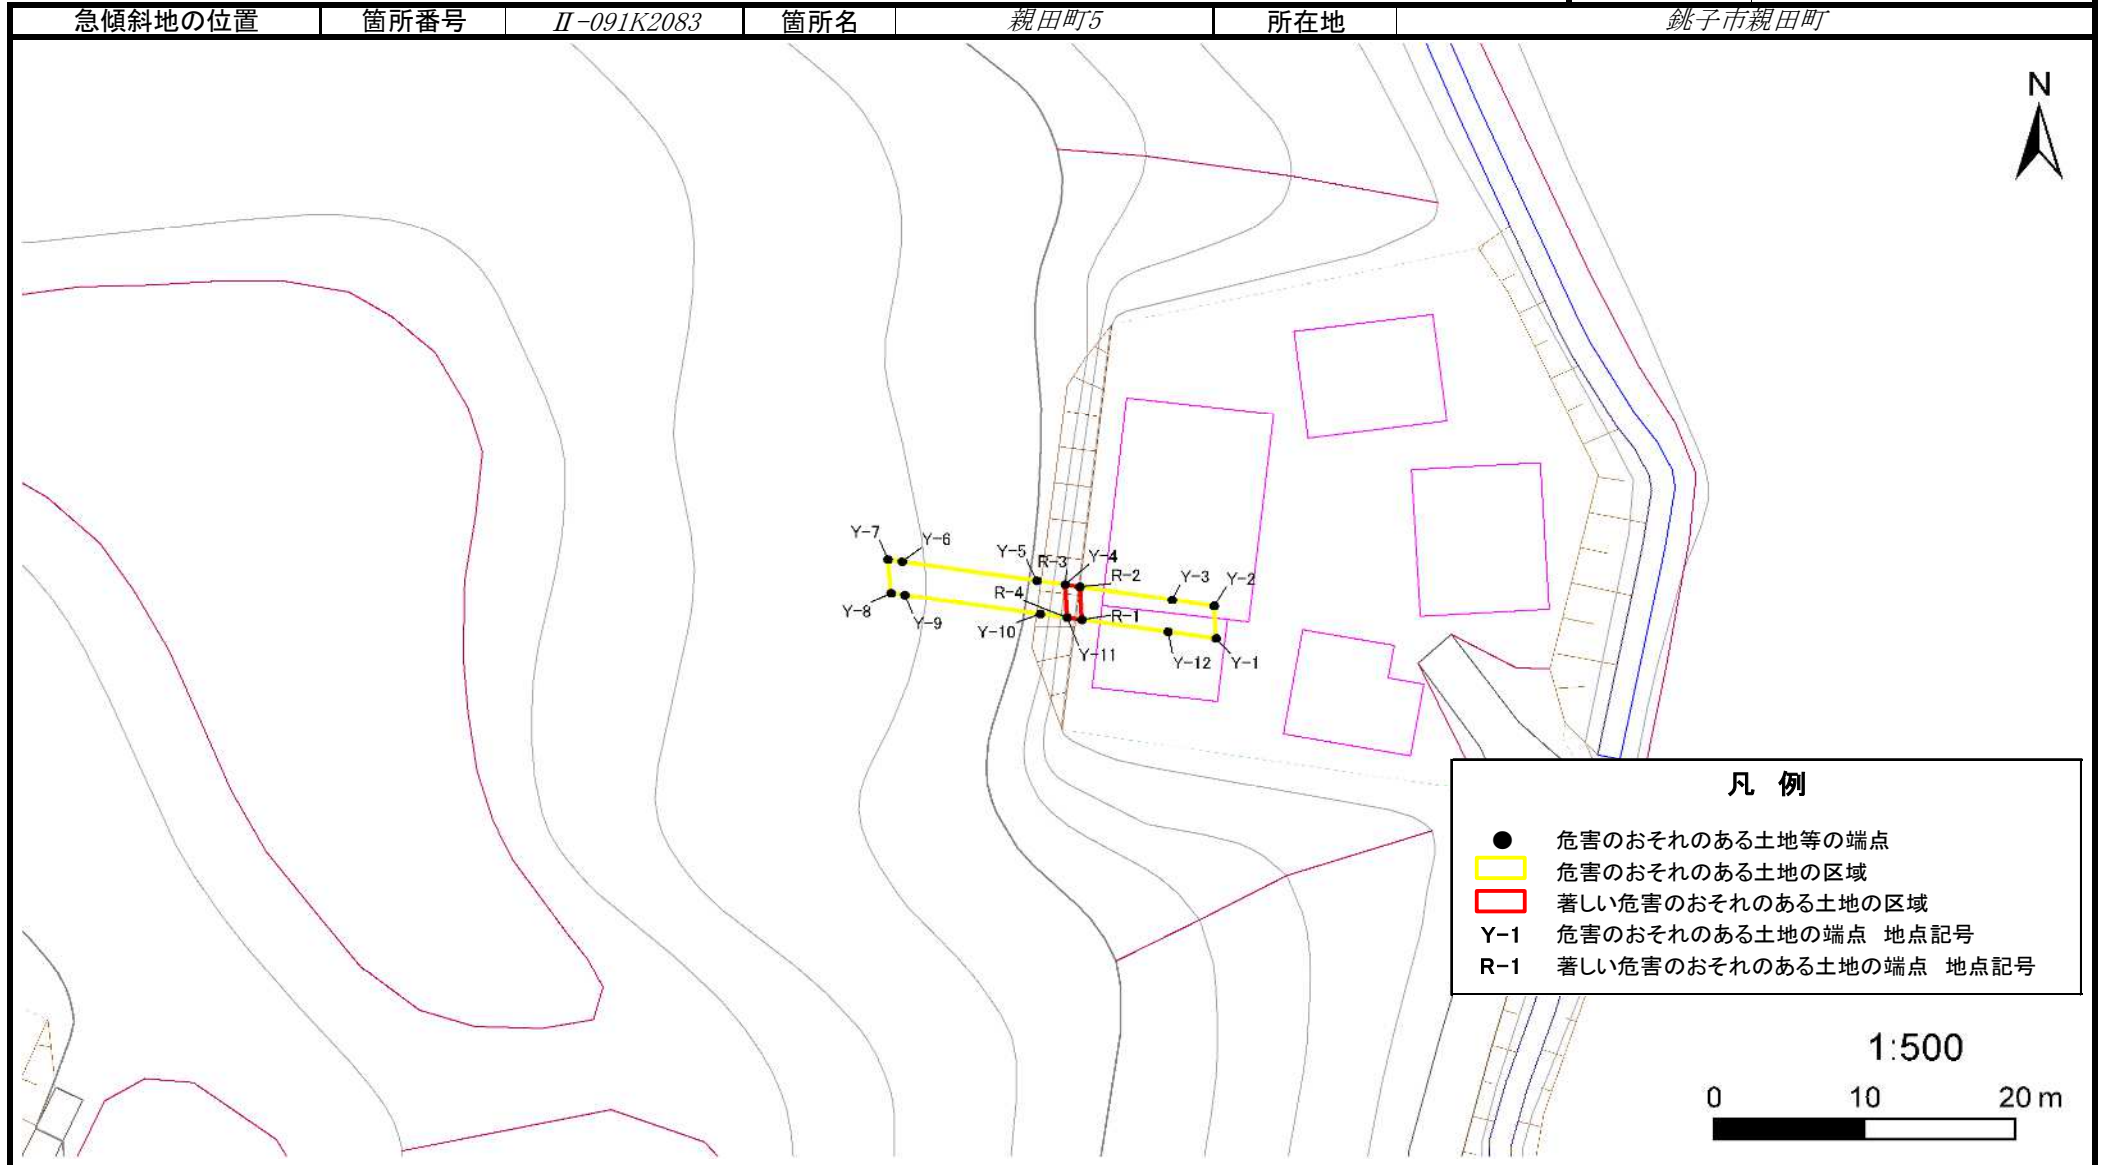 急傾斜地の位置 箇所番号 Ⅱ-091K2083 箇所名 親田町5 所在地 銚子市親田町
N
Y-7
Y-6
Y-5
R-3
Y-4
R-2
Y-3
Y-2
Y-8
Y-9
R-4
Y-10
R-1
Y-11
Y-12
Y-1
凡 例
危害のおそれのある土地等の端点
危害のおそれのある土地の区域
著しい危害のおそれのある土地の区域
Y-1 危害のおそれのある土地の端点 地点記号
R-1 著しい危害のおそれのある土地の端点 地点記号
1:500
0 10 20 m